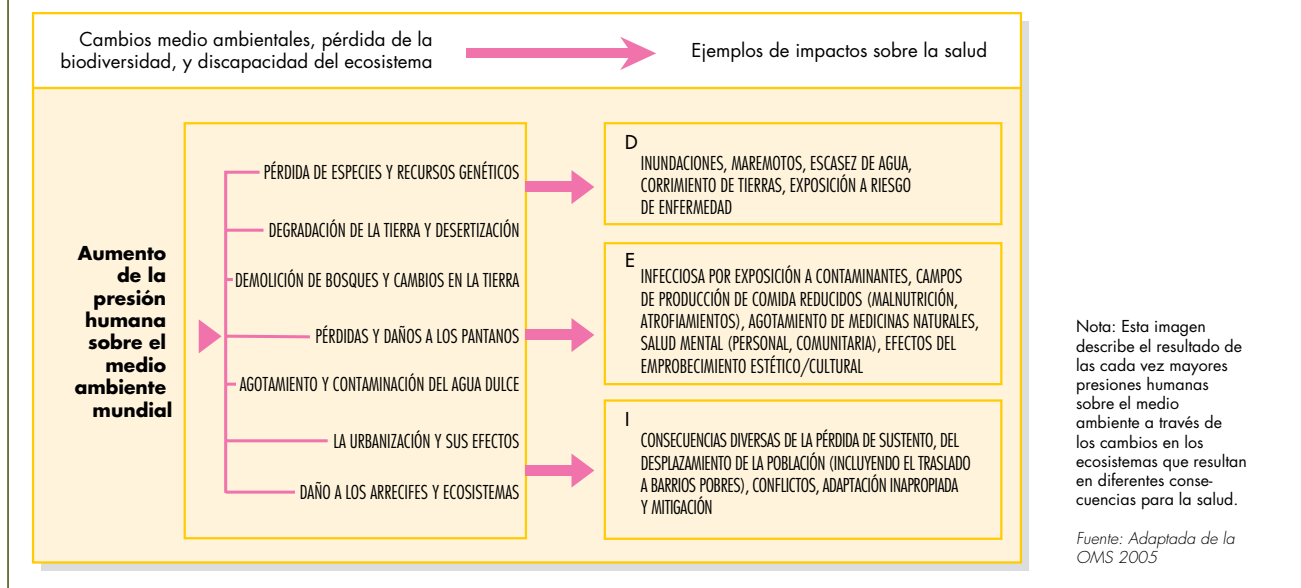 Cambios medio ambientales, pérdida de la
biodiversidad, y discapacidad del ecosistema
Ejemplos de impactos sobre la salud
Aumento
de la
presión
humana
sobre el
medio
ambiente
mundial
PÉRDIDA DE ESPECIES Y RECURSOS GENÉTICOS
DEGRADACIÓN DE LA TIERRA Y DESERTIZACIÓN
DEMOLICIÓN DE BOSQUES Y CAMBIOS EN LA TIERRA
PÉRDIDAS Y DAÑOS A LOS PANTANOS
AGOTAMIENTO Y CONTAMINACIÓN DEL AGUA DULCE
LA URBANIZACIÓN Y SUS EFECTOS
DAÑO A LOS ARRECIFES Y ECOSISTEMAS
D
INUNDACIONES, MAREMOTOS, ESCASEZ DE AGUA,
CORRIMIENTO DE TIERRAS, EXPOSICIÓN A RIESGO
DE ENFERMEDAD
E
INFECCIOSA POR EXPOSICIÓN A CONTAMINANTES, CAMPOS
DE PRODUCCIÓN DE COMIDA REDUCIDOS (MALNUTRICIÓN,
ATROFIAMIENTOS), AGOTAMIENTO DE MEDICINAS NATURALES,
SALUD MENTAL (PERSONAL, COMUNITARIA), EFECTOS DEL
EMPROBECIMIENTO ESTÉTICO/CULTURAL
I
CONSECUENCIAS DIVERSAS DE LA PÉRDIDA DE SUSTENTO, DEL
DESPLAZAMIENTO DE LA POBLACIÓN (INCLUYENDO EL TRASLADO
A BARRIOS POBRES), CONFLICTOS, ADAPTACIÓN INAPROPIADA
Y MITIGACIÓN
Nota: Esta imagen
describe el resultado de
las cada vez mayores
presiones humanas
sobre el medio
ambiente a través de
los cambios en los
ecosistemas que resultan
en diferentes conse-
cuencias para la salud.
Fuente: Adaptada de la
OMS 2005